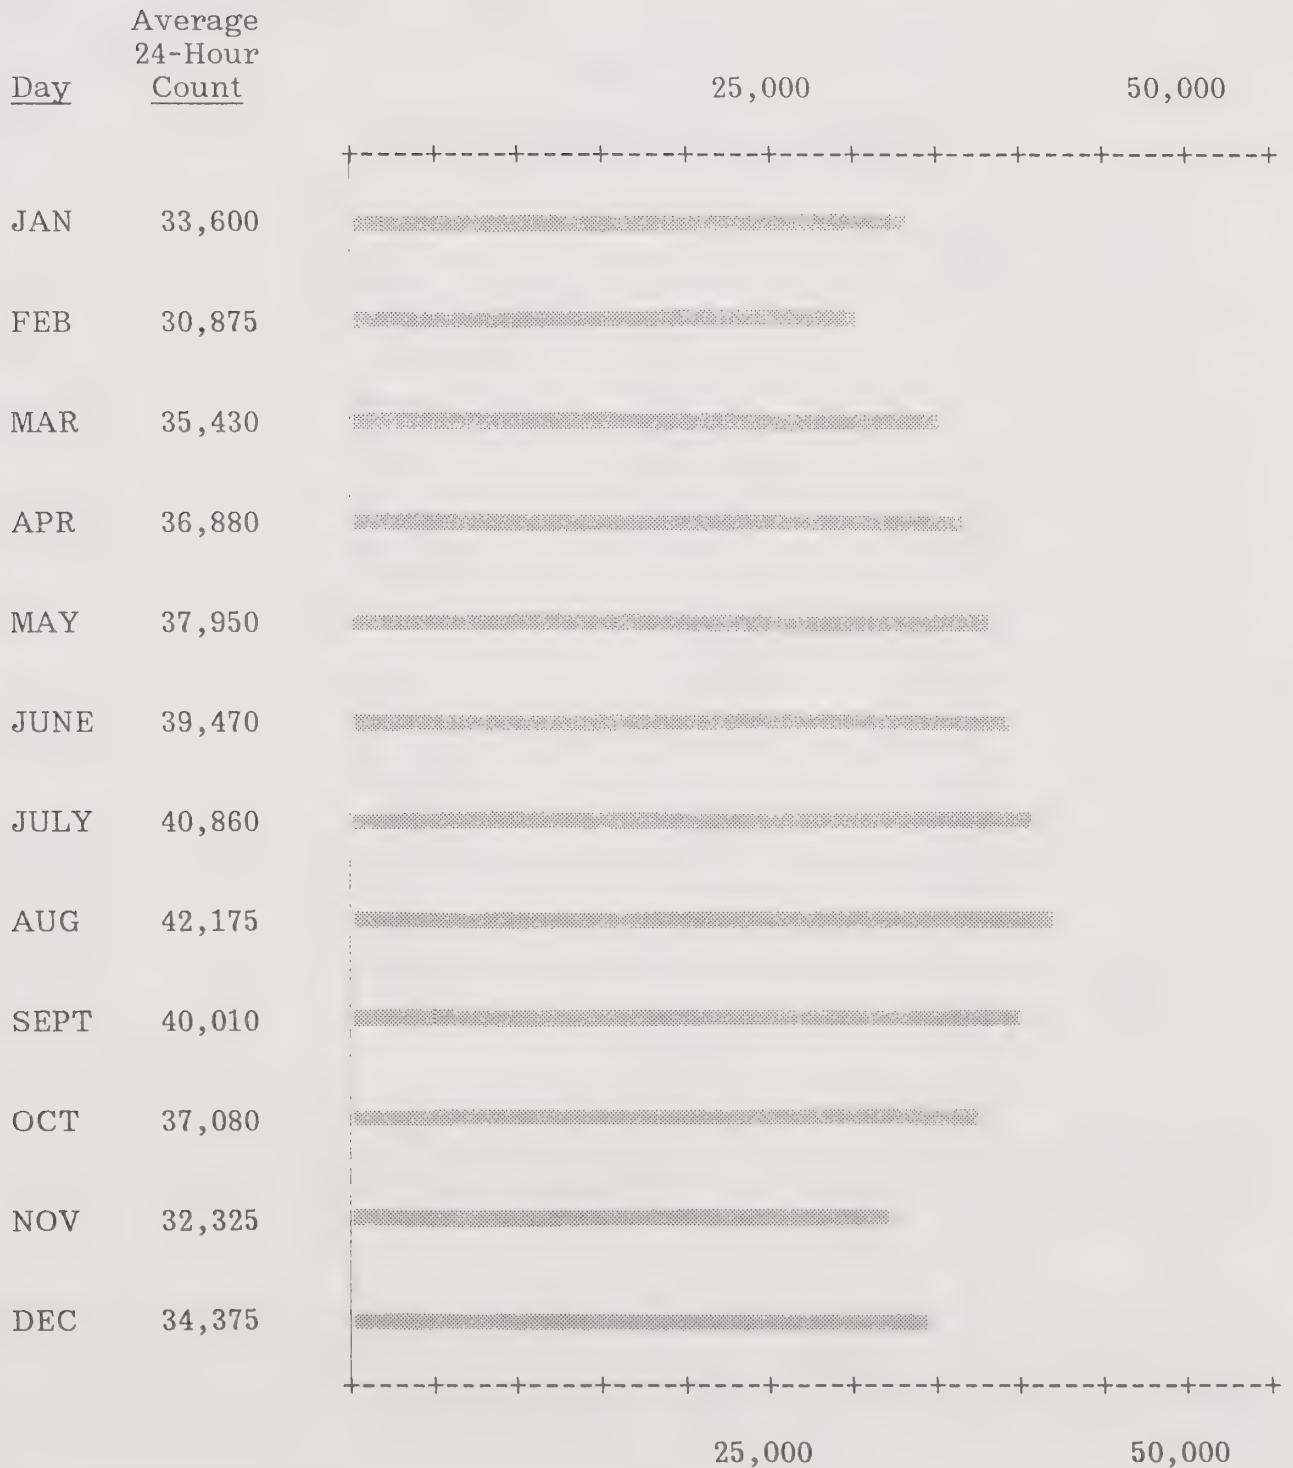 Average
24-Hour
Day Count 25,000 50,000
JAN 33,600
FEB 30,875
MAR 35,430
APR 36,880
MAY 37,950
JUNE 39,470
JULY 40,860
AUG 42,175
SEPT 40,010
OCT 37,080
NOV 32,325
DEC 34,375
25,000 50,000